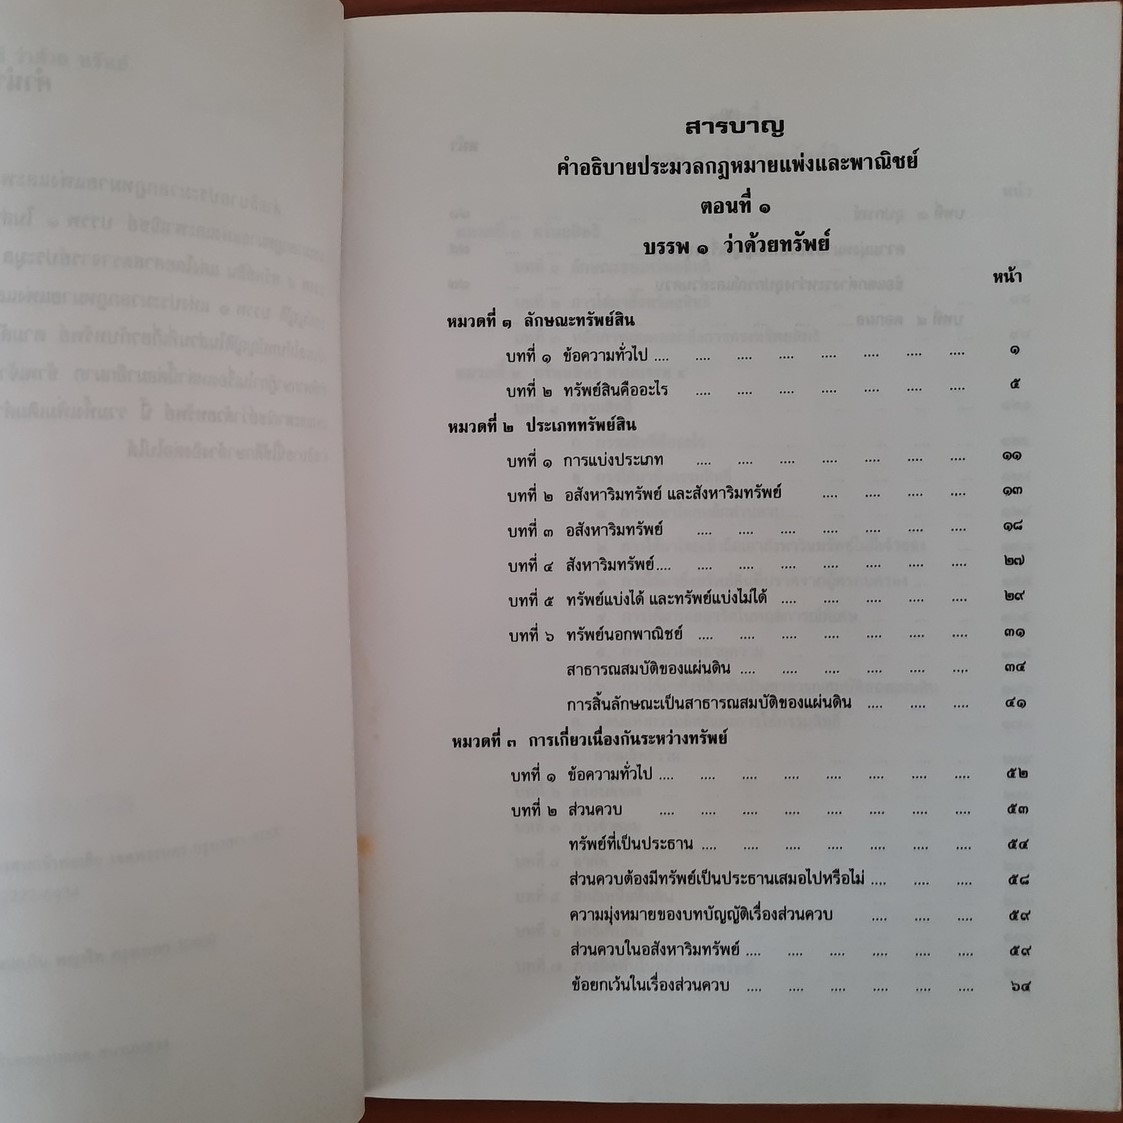 สารบาญ
คำอธิบายประมวลกฎหมายแพ่งและพาณิชย์
ตอนที่ ๑
บรรพ ๑ ว่าด้วยทรัพย์
หน้า
หมวดที่ ๑ ลักษณะทรัพย์สิน
บทที่ ๑ ข้อความทั่วไป .... .... .... .... .... .... .... .... ๑
บทที่ ๒ ทรัพย์สินคืออะไร .... .... .... .... .... .... .... ๕
หมวดที่ ๒ ประเภททรัพย์สิน
บทที่ ๑ การแบ่งประเภท .... .... .... .... .... .... .... ๑๑
บทที่ ๒ อสังหาริมทรัพย์ และสังหาริมทรัพย์ .... .... .... .... ๑๓
บทที่ ๓ อสังหาริมทรัพย์ .... .... .... .... .... .... .... ๑๘
บทที่ ๔ สังหาริมทรัพย์.... .... .... .... .... .... .... .... ๒๗
บทที่ ๕ ทรัพย์แบ่งได้ และทรัพย์แบ่งไม่ได้ .... .... .... .... .... ๒๙
บทที่ ๖ ทรัพย์นอกพาณิชย์ .... .... .... .... .... .... .... ๓๑
สาธารณสมบัติของแผ่นดิน .... .... .... .... .... .... ๓๔
การสิ้นลักษณะเป็นสาธารณสมบัติของแผ่นดิน .... .... .... ๔๑
หมวดที่ ๓ การเกี่ยวเนื่องกันระหว่างทรัพย์
บทที่ ๑ ข้อความทั่วไป .... .... .... .... .... .... .... .... ๕๒
บทที่ ๒ ส่วนควบ .... .... .... .... .... .... .... .... ๕๓
ทรัพย์ที่เป็นประธาน .... .... .... .... .... .... .... ๕๔
ส่วนควบต้องมีทรัพย์เป็นประธานเสมอไปหรือไม่ .... .... .... ๕๘
ความมุ่งหมายของบทบัญญัติเรื่องส่วนควบ .... .... .... ๕๙
ส่วนควบในอสังหาริมทรัพย์ .... .... .... .... .... .... ๕๙
ข้อยกเว้นในเรื่องส่วนควบ .... .... .... .... .... .... ๖๔